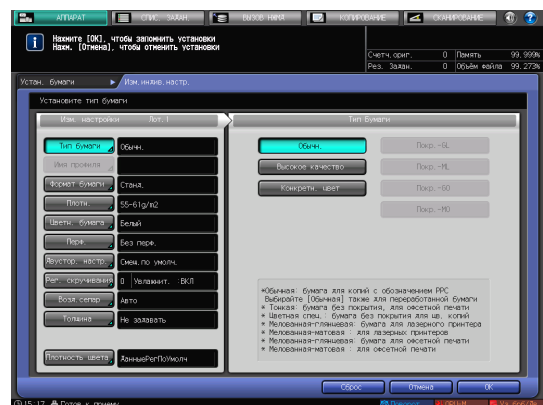 АППАРАТ
СПИС. ЗАДАН.
КОПИРОВАНИЕ
СКАНИРОВАНИЕ
Нажмите [OK], чтобы запомнить установки
Нажм. [Отмена], чтобы отменить установки
Счетч.ориг. 0 Память 99,999%
Рез. Задан. 0 Объём файла 99,273%
Устан. бумаги
Изм.индив.настр.
Установите тип бумаги
Изм. настройки Лот.1
Тип бумаги
Тип бумаги Обычн.
Обычн. Покр.-GL
Имя профиля
Высокое качество Покр.-ML
Формат бумаги Станд.
Конкретн. цвет Покр.-GO
Плотн. 55-61g/m2
Покр.-MO
Цветн. бумага Белый
Перф. Без перф.
Двустор. настр. Смещ.по умолч.
Рег. скручивания 0 Увлажнит. :ВКЛ
Возд.сепар Авто
Толщина Не задавать
Плотность цвета ДанныеРегПоУмолч
*Обычная: бумага для копий с обозначением PPC
Выбирайте [Обычная] также для переработанной бумаги
* Тонкая: бумага без покрытия, для офсетной печати
* Цветная спец.: бумага без покрытия для цв. копий
* Мелованная-глянцевая: бумага для лазерного принтера
* Мелованная-матовая : для лазерных принтеров
* Мелованная-глянцевая: бумага для офсетной печати
* Мелованная-матовая : для офсетной печати
Сброс Отмена OK
15:17 Готов к приему